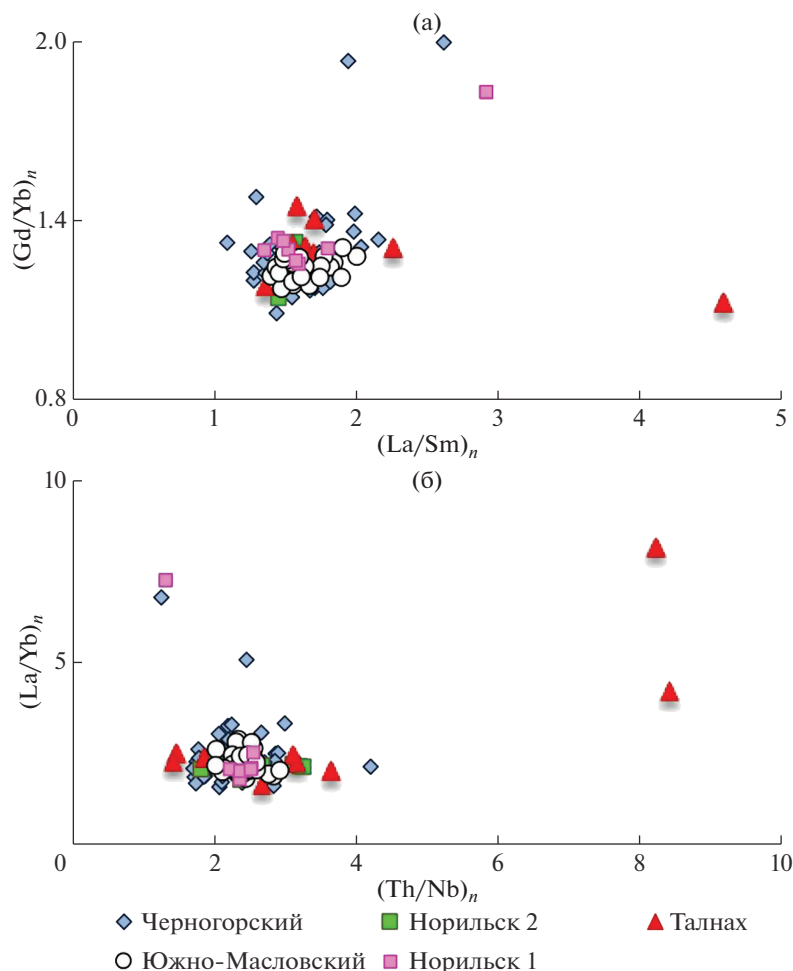 (а)
2.0
1.4
0.8
(Gd/Yb)n
0 1 2 3 4 5
(La/Sm)n
(б)
10
5
0 2 4 6 8 10
(La/Yb)n
(Th/Nb)n
Черногорский Норильск 2 Талнах
Южно-Масловский Норильск 1